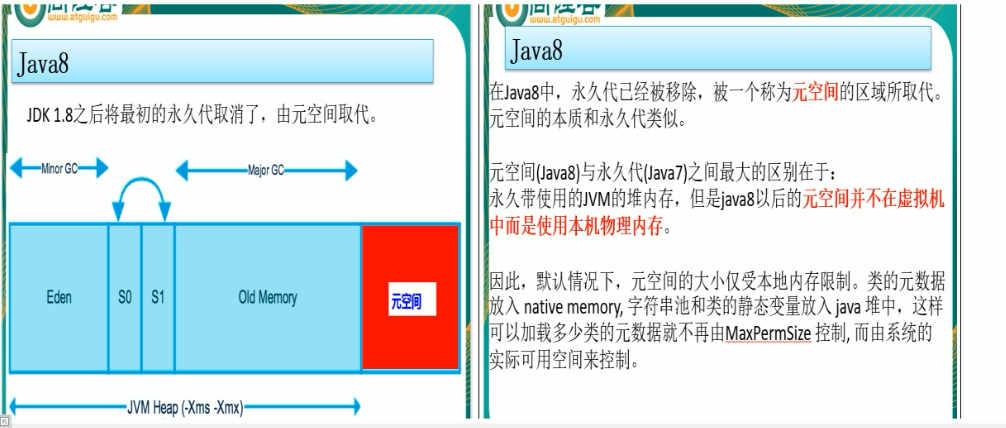 www.atguigu.com
Java8
JDK 1.8之后将最初的永久代取消了，由元空间取代。
Minor GC
Major GC
Eden
S0
S1
Old Memory
元空间
JVM Heap (-Xms -Xmx)
www.atguigu.com
Java8
在Java8中，永久代已经被移除，被一个称为元空间的区域所取代。
元空间的本质和永久代类似。
元空间(Java8)与永久代(Java7)之间最大的区别在于：
永久带使用的JVM的堆内存，但是java8以后的元空间并不在虚拟机
中而是使用本机物理内存。
因此，默认情况下，元空间的大小仅受本地内存限制。类的元数据
放入 native memory, 字符串池和类的静态变量放入 java 堆中，这样
可以加载多少类的元数据就不再由MaxPermSize 控制, 而由系统的
实际可用空间来控制。